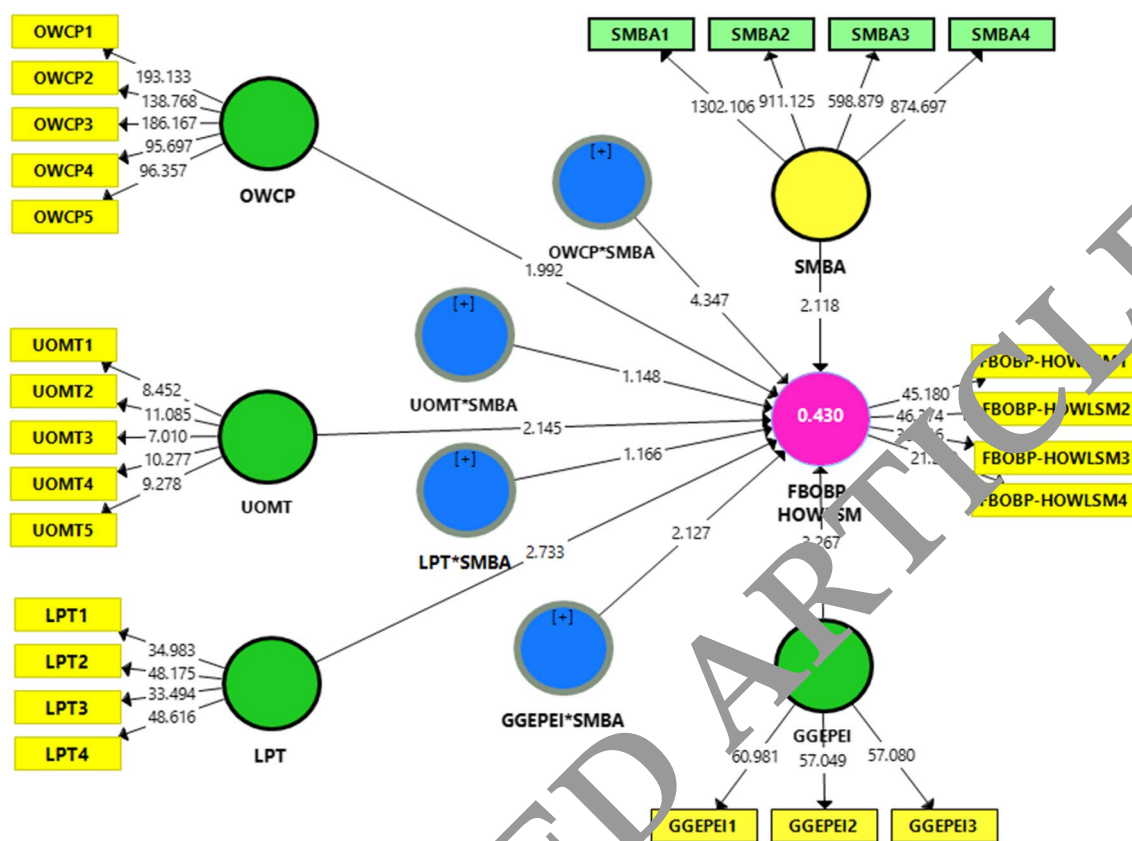 OWCP1
OWCP2
OWCP3
OWCP4
OWCP5
193.133
138.768
186.167
95.697
96.357
OWCP
SMBA1
SMBA2
SMBA3
SMBA4
1302.106
911.125
598.879
874.697
SMBA
[+]
OWCP*SMBA
1.992
4.347
2.118
UOMT1
UOMT2
UOMT3
UOMT4
UOMT5
8.452
11.085
7.010
10.277
9.278
UOMT
[+]
UOMT*SMBA
1.148
2.145
[+]
LPT*SMBA
1.166
0.430
FBOBP
HOWLSM
45.180
FBOBP-HOWLSM2
FBOBP-HOWLSM3
FBOBP-HOWLSM4
LPT1
LPT2
LPT3
LPT4
34.983
48.175
33.494
48.616
LPT
2.733
2.127
[+]
GGEPEI*SMBA
GGEPEI
60.981
57.049
57.080
GGEPEI1
GGEPEI2
GGEPEI3
ED ARTICLE